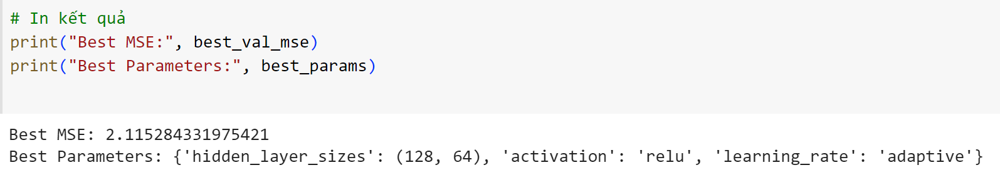 # In kết quả
print("Best MSE:", best_val_mse)
print("Best Parameters:", best_params)
Best MSE: 2.115284331975421
Best Parameters: {'hidden_layer_sizes': (128, 64), 'activation': 'relu', 'learning_rate': 'adaptive'}